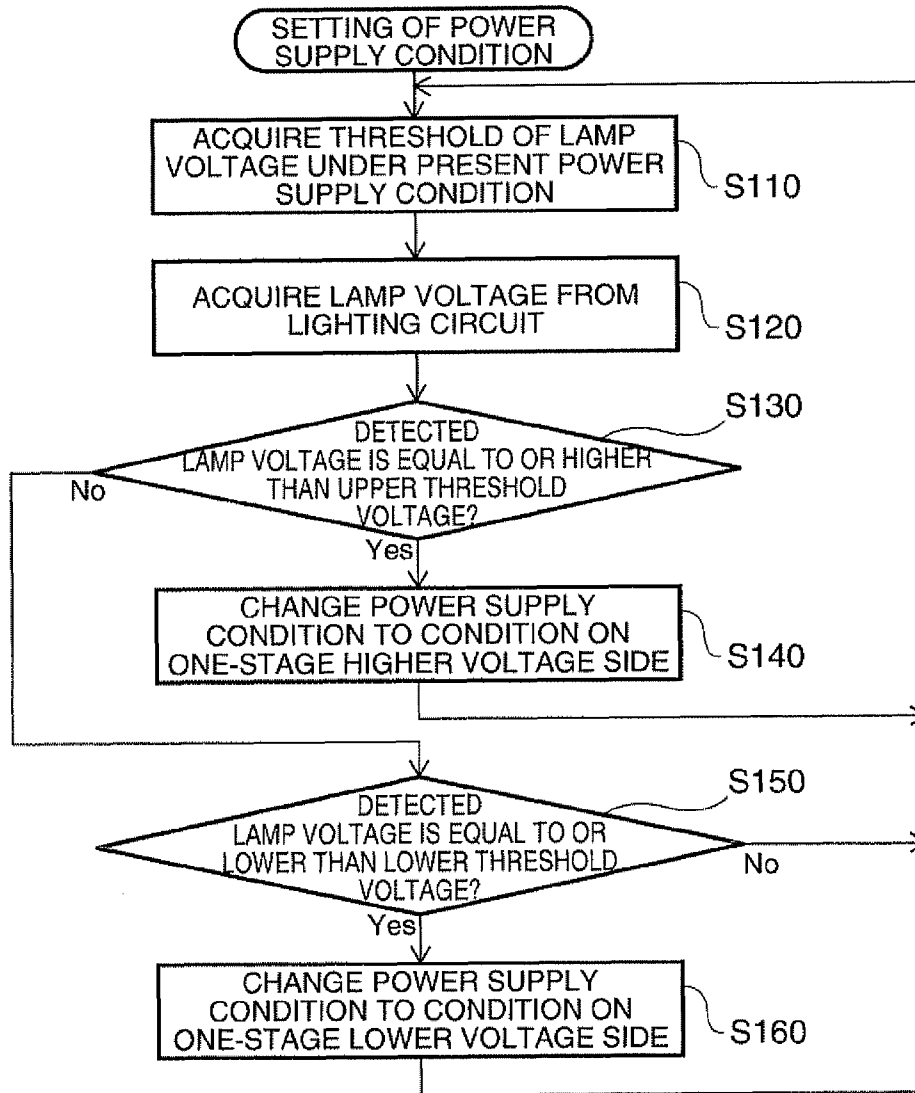 SETTING OF POWER
SUPPLY CONDITION
ACQUIRE THRESHOLD OF LAMP
VOLTAGE UNDER PRESENT POWER
SUPPLY CONDITION
S110
ACQUIRE LAMP VOLTAGE FROM
LIGHTING CIRCUIT
S120
S130
DETECTED
LAMP VOLTAGE IS EQUAL TO OR HIGHER
THAN UPPER THRESHOLD
VOLTAGE?
No
Yes
CHANGE POWER SUPPLY
CONDITION TO CONDITION ON
ONE-STAGE HIGHER VOLTAGE SIDE
S140
S150
DETECTED
LAMP VOLTAGE IS EQUAL TO OR
LOWER THAN LOWER THRESHOLD
VOLTAGE?
No
Yes
CHANGE POWER SUPPLY
CONDITION TO CONDITION ON
ONE-STAGE LOWER VOLTAGE SIDE
S160